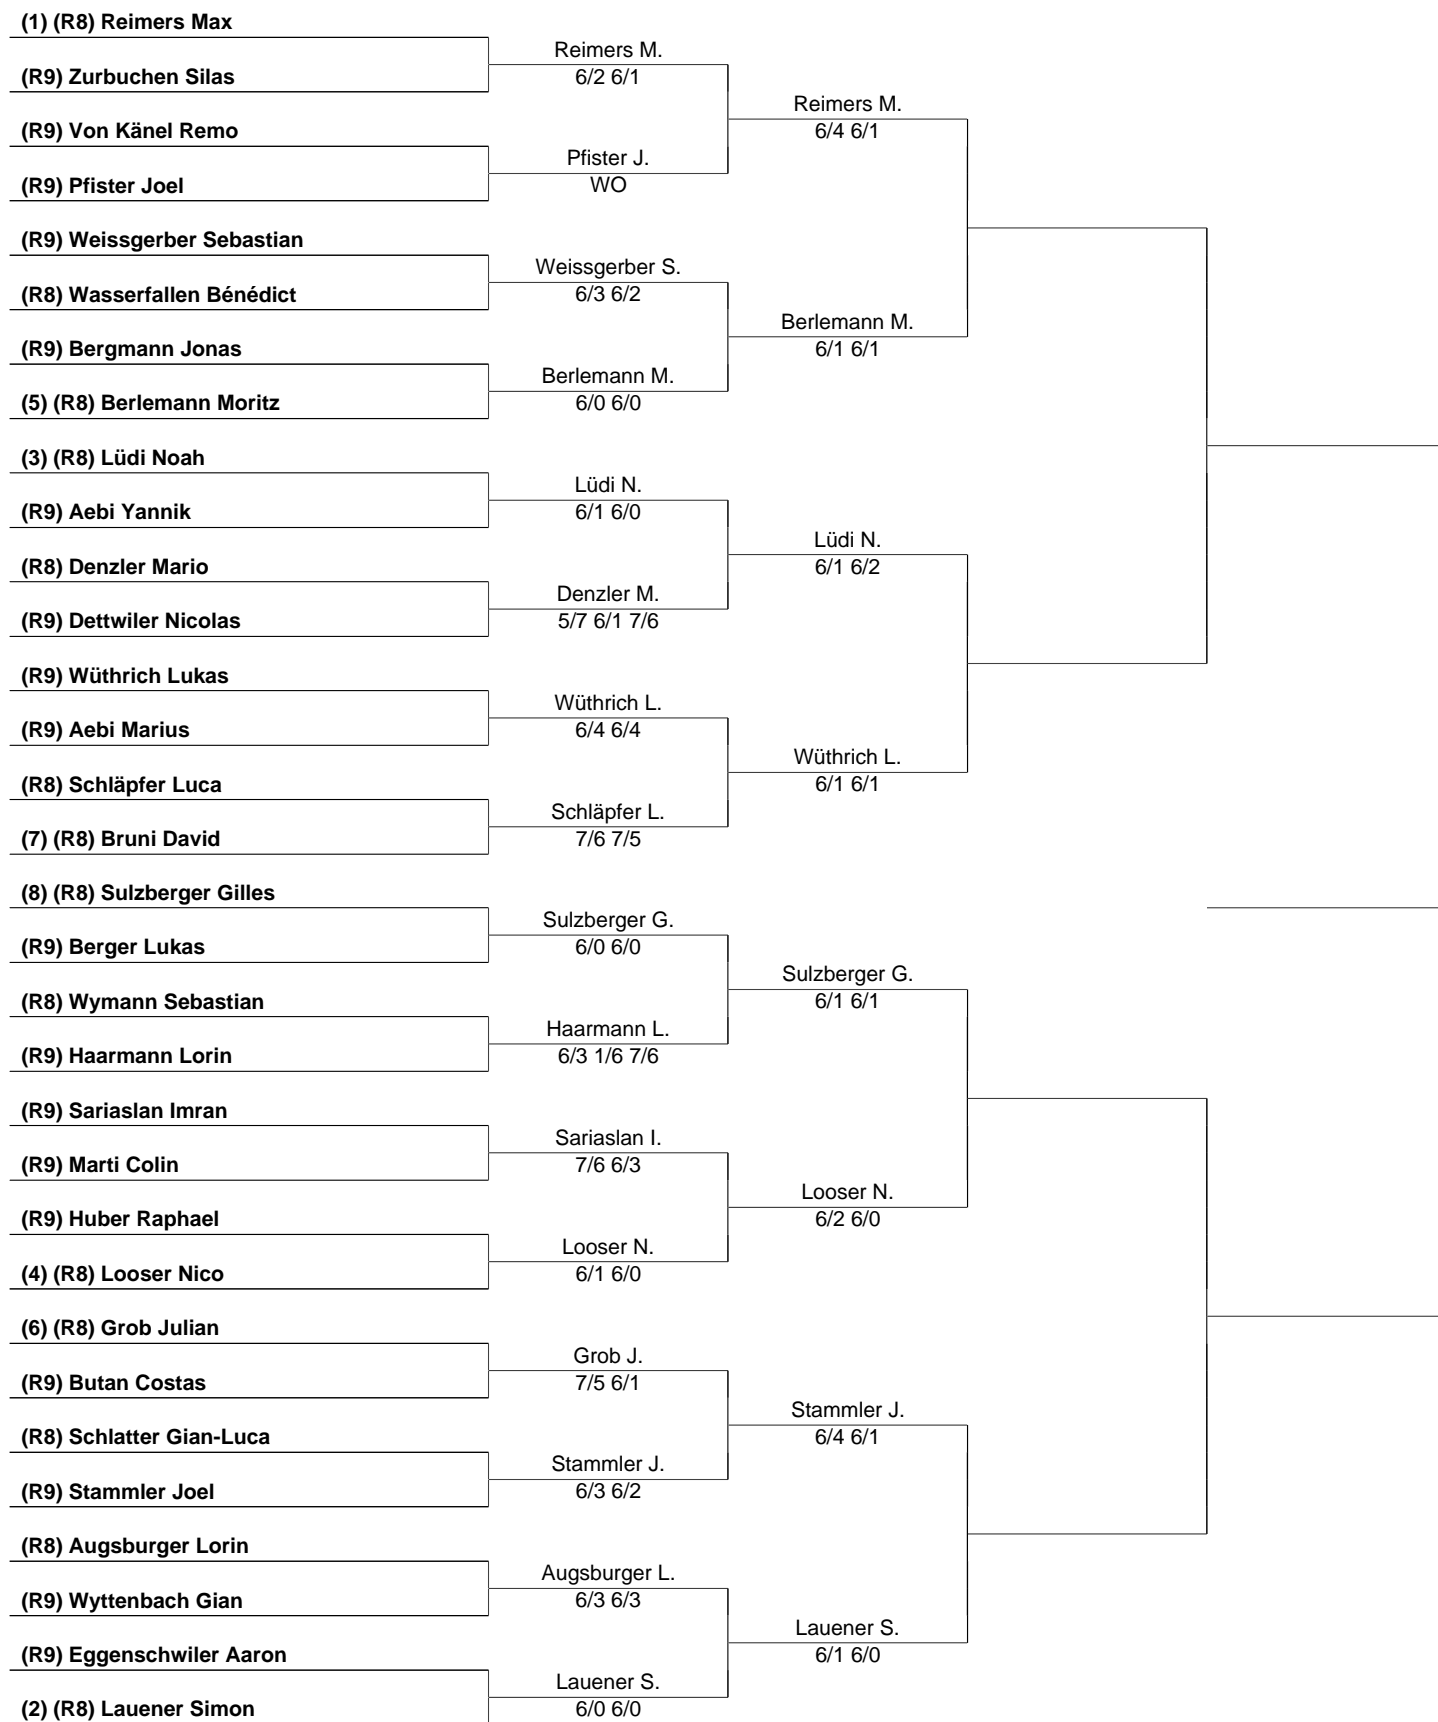 (1) (R8) Reimers Max
Reimers M.
(R9) Zurbuchen Silas
6/2 6/1
Reimers M.
(R9) Von Känel Remo
6/4 6/1
Pfister J.
(R9) Pfister Joel
WO
(R9) Weissgerber Sebastian
Weissgerber S.
(R8) Wasserfallen Bénédict
6/3 6/2
Berlemann M.
(R9) Bergmann Jonas
6/1 6/1
Berlemann M.
(5) (R8) Berlemann Moritz
6/0 6/0
(3) (R8) Lüdi Noah
Lüdi N.
(R9) Aebi Yannik
6/1 6/0
Lüdi N.
(R8) Denzler Mario
6/1 6/2
Denzler M.
(R9) Dettwiler Nicolas
5/7 6/1 7/6
(R9) Wüthrich Lukas
Wüthrich L.
(R9) Aebi Marius
6/4 6/4
Wüthrich L.
(R8) Schläpfer Luca
6/1 6/1
Schläpfer L.
(7) (R8) Bruni David
7/6 7/5
(8) (R8) Sulzberger Gilles
Sulzberger G.
(R9) Berger Lukas
6/0 6/0
Sulzberger G.
(R8) Wymann Sebastian
6/1 6/1
Haarmann L.
(R9) Haarmann Lorin
6/3 1/6 7/6
(R9) Sariaslan Imran
Sariaslan I.
(R9) Marti Colin
7/6 6/3
Looser N.
(R9) Huber Raphael
6/2 6/0
Looser N.
(4) (R8) Looser Nico
6/1 6/0
(6) (R8) Grob Julian
Grob J.
(R9) Butan Costas
7/5 6/1
Stammler J.
(R8) Schlatter Gian-Luca
6/4 6/1
Stammler J.
(R9) Stammler Joel
6/3 6/2
(R8) Augsburger Lorin
Augsburger L.
(R9) Wyttenbach Gian
6/3 6/3
Lauener S.
(R9) Eggenschwiler Aaron
6/1 6/0
Lauener S.
(2) (R8) Lauener Simon
6/0 6/0